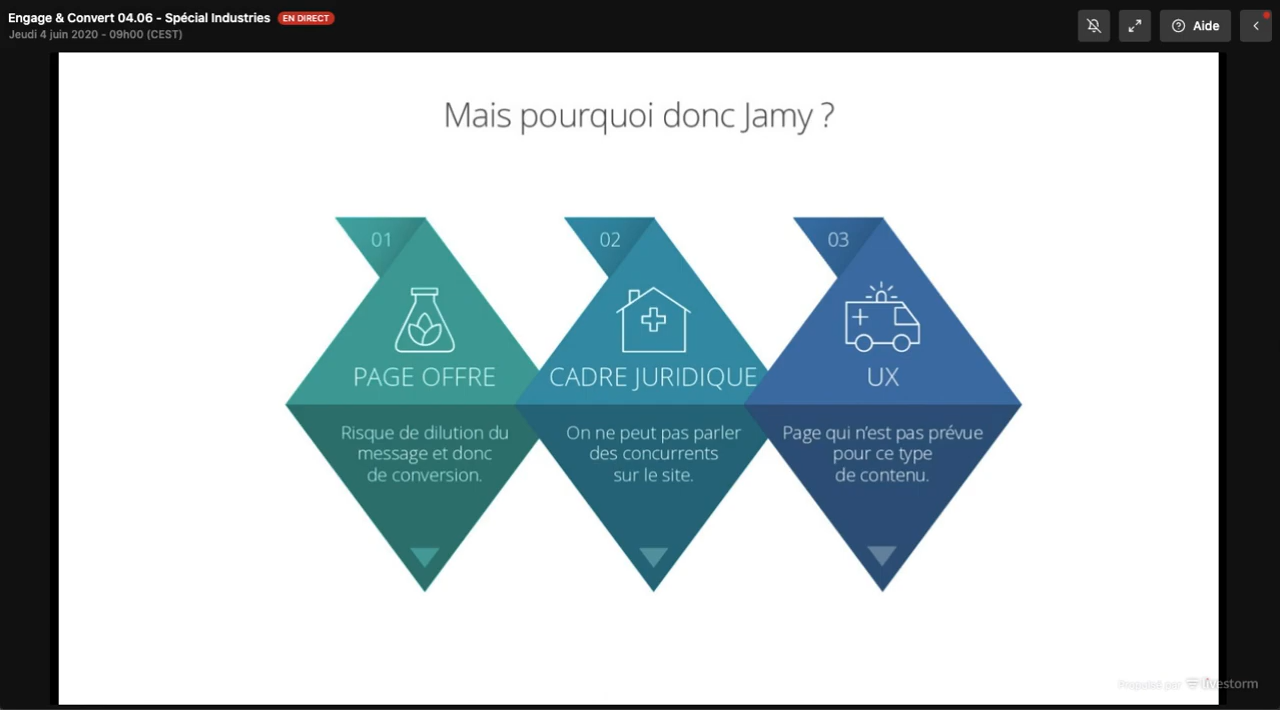 Engage & Convert 04.06 - Spécial Industries EN DIRECT
Jeudi 4 juin 2020 - 09h00 (CEST)
Aide
Mais pourquoi donc Jamy ?
01
PAGE OFFRE
Risque de dilution du
message et donc
de conversion.
02
CADRE JURIDIQUE
On ne peut pas parler
des concurrents
sur le site.
03
UX
Page qui n’est pas prévue
pour ce type
de contenu.
Propulsé par livestorm